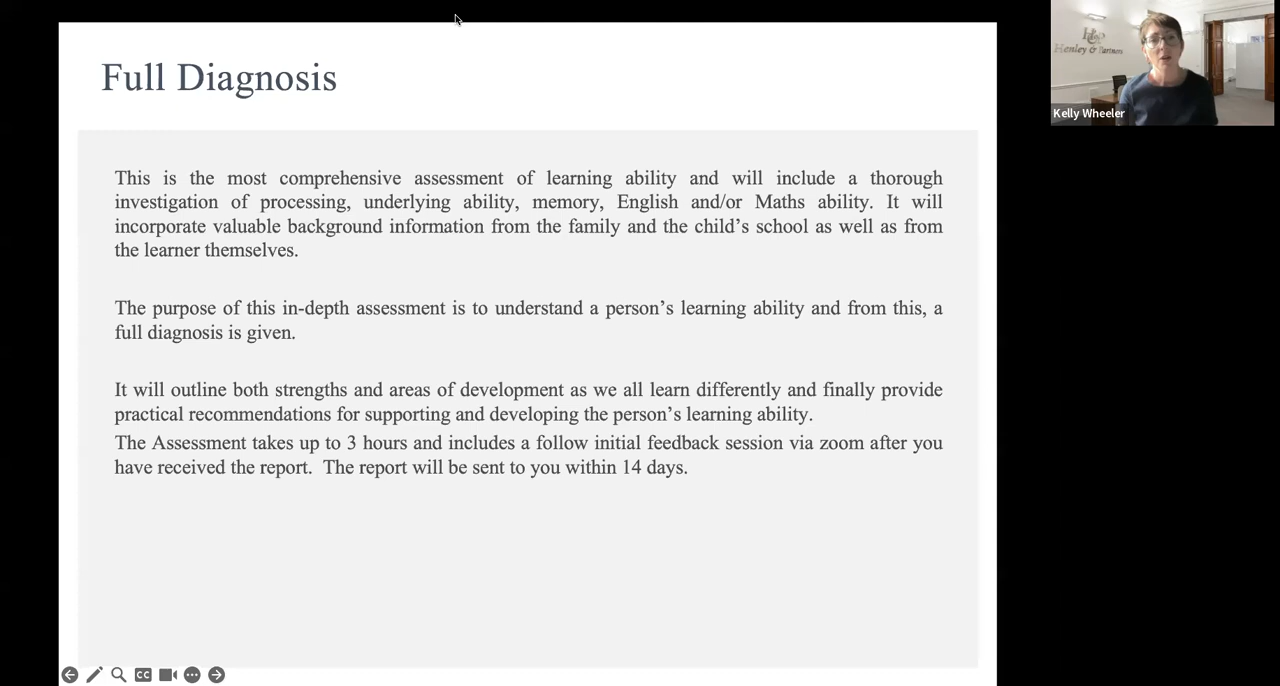 Full Diagnosis
This is the most comprehensive assessment of learning ability and will include a thorough
investigation of processing, underlying ability, memory, English and/or Maths ability. It will
incorporate valuable background information from the family and the child’s school as well as from
the learner themselves.
The purpose of this in-depth assessment is to understand a person’s learning ability and from this, a
full diagnosis is given.
It will outline both strengths and areas of development as we all learn differently and finally provide
practical recommendations for supporting and developing the person’s learning ability.
The Assessment takes up to 3 hours and includes a follow initial feedback session via zoom after you
have received the report. The report will be sent to you within 14 days.
CC
Henley & Partners
Kelly Wheeler